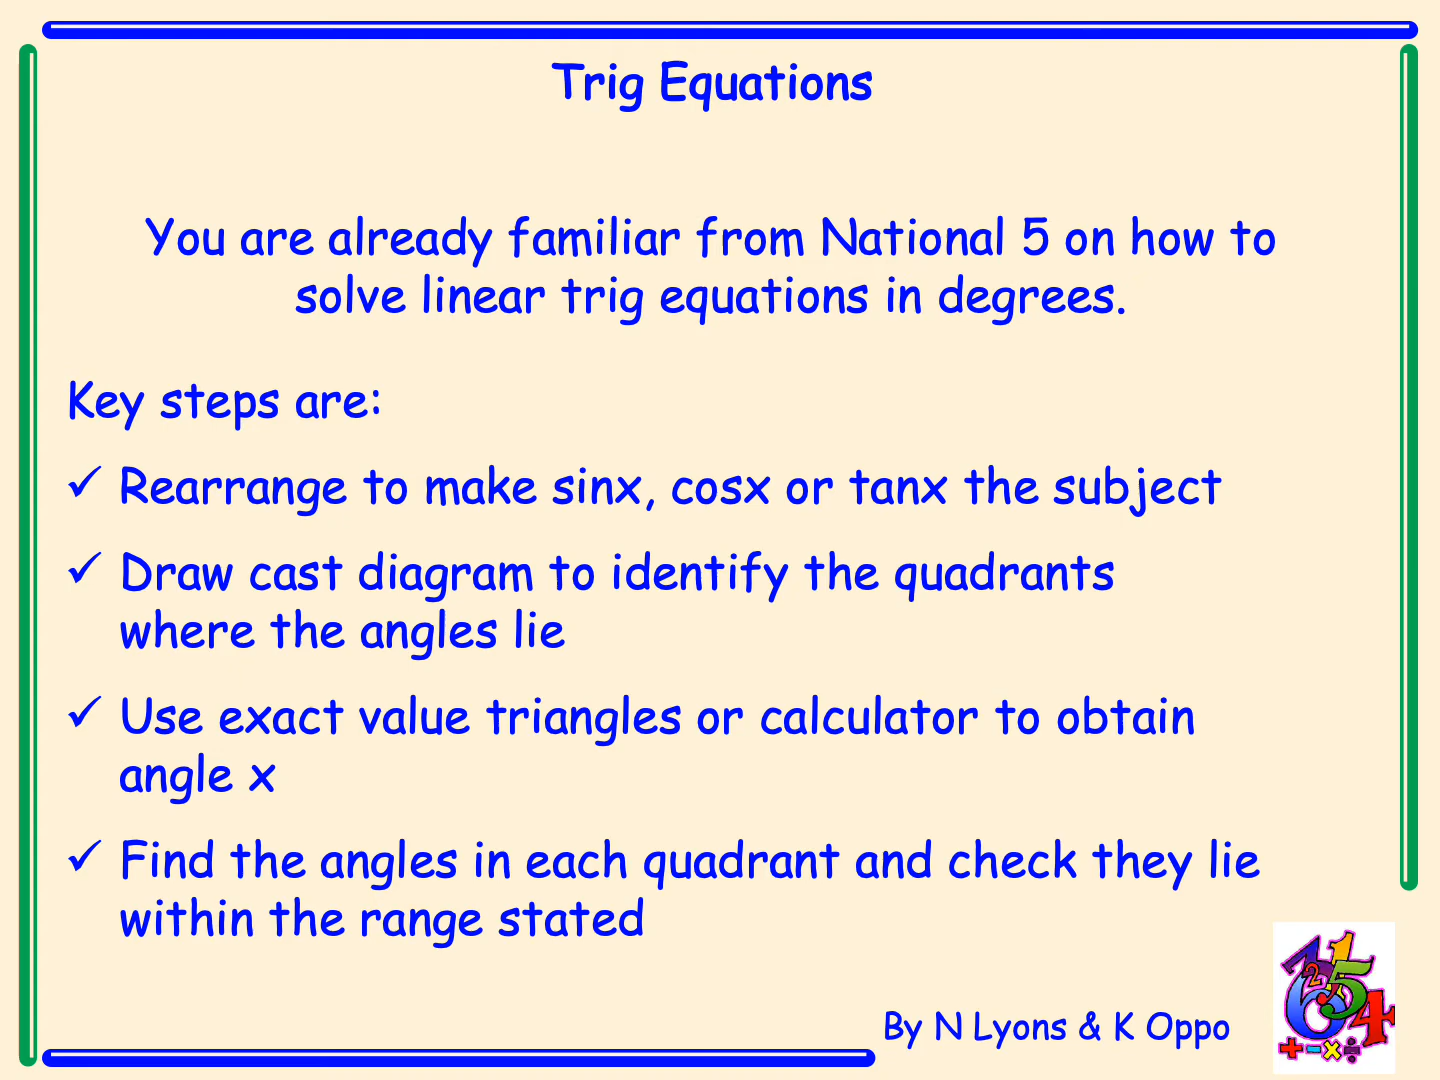 Trig Equations
You are already familiar from National 5 on how to
solve linear trig equations in degrees.
Key steps are:
✓ Rearrange to make sinx, cosx or tanx the subject
✓ Draw cast diagram to identify the quadrants
where the angles lie
✓ Use exact value triangles or calculator to obtain
angle x
✓ Find the angles in each quadrant and check they lie
within the range stated
By N Lyons & K Oppo